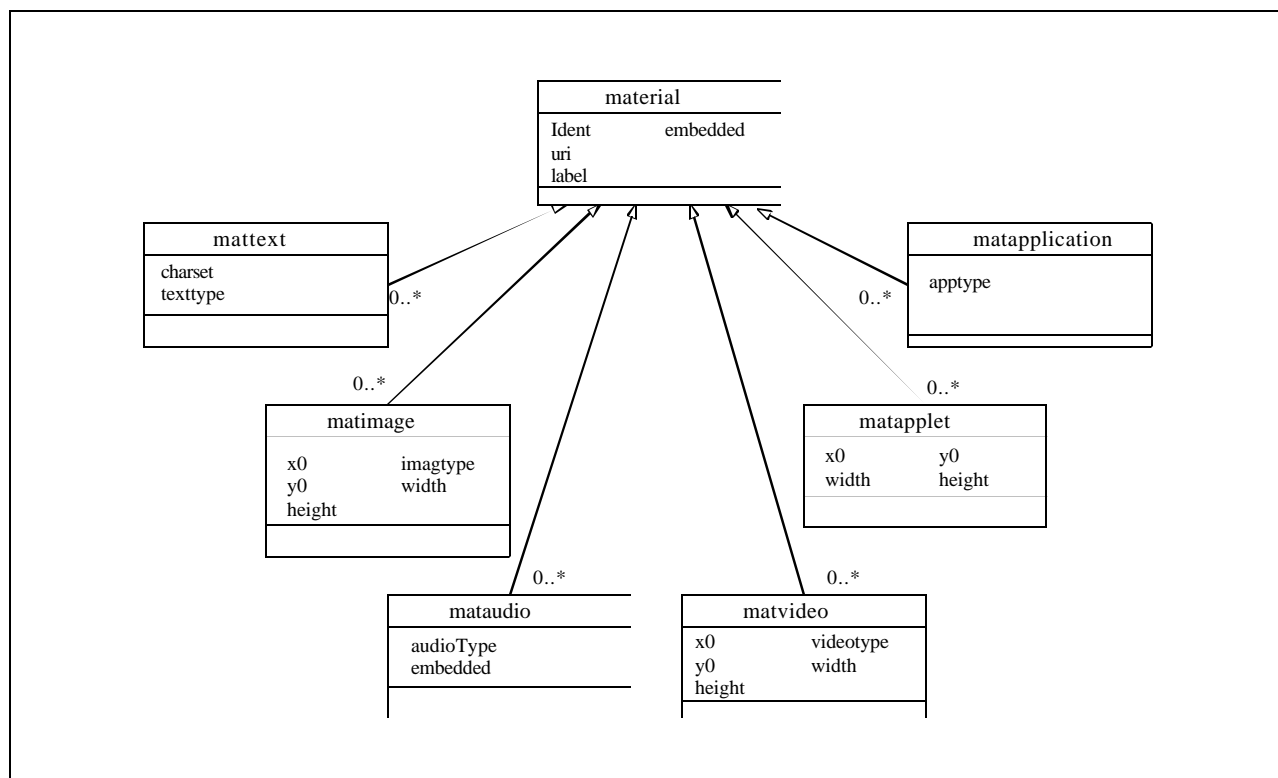 material
Ident embedded
uri
label
mattext
charset
texttype
0..*
matapplication
apptype
0..*
0..*
matimage
x0 imagtype
y0 width
height
0..*
matapplet
x0 y0
width height
0..*
mataudio
audioType
embedded
0..*
matvideo
x0 videotype
y0 width
height